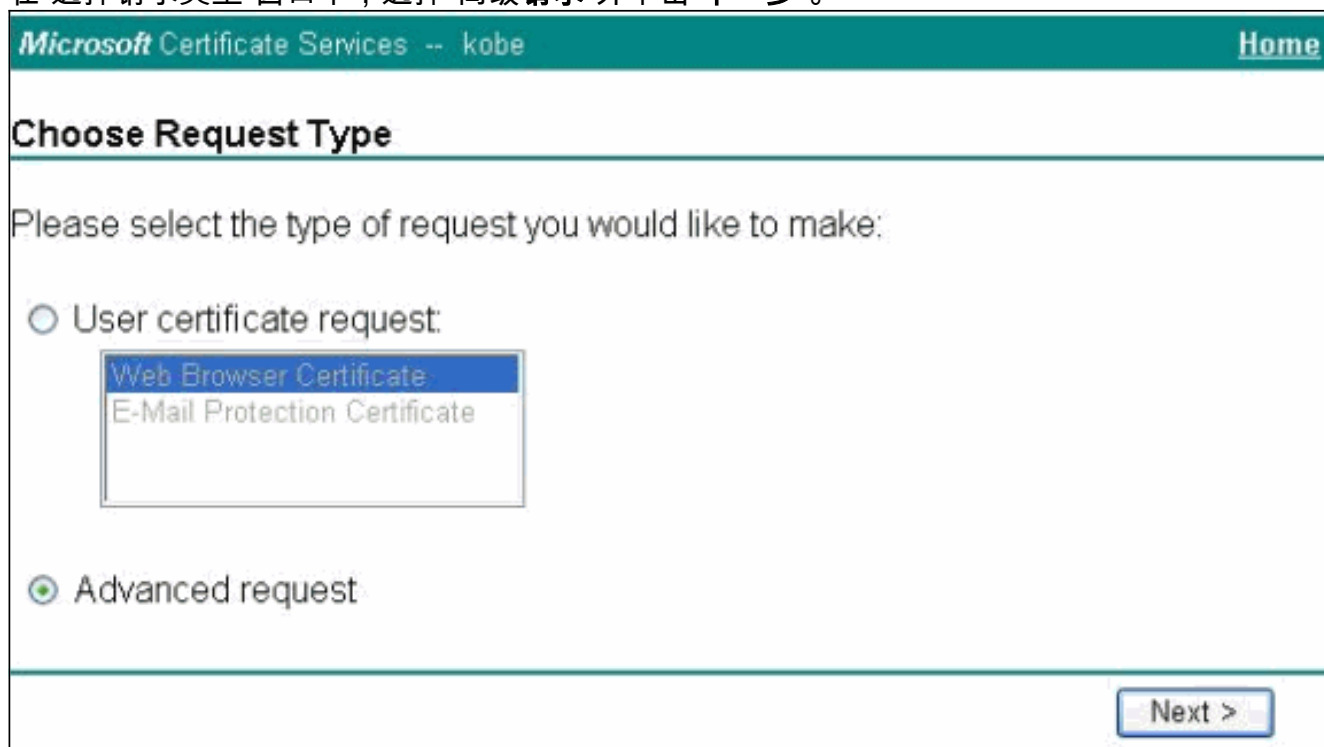 Microsoft Certificate Services -- kobe Home
Choose Request Type
Please select the type of request you would like to make:
User certificate request:
Web Browser Certificate
E-Mail Protection Certificate
Advanced request
Next >